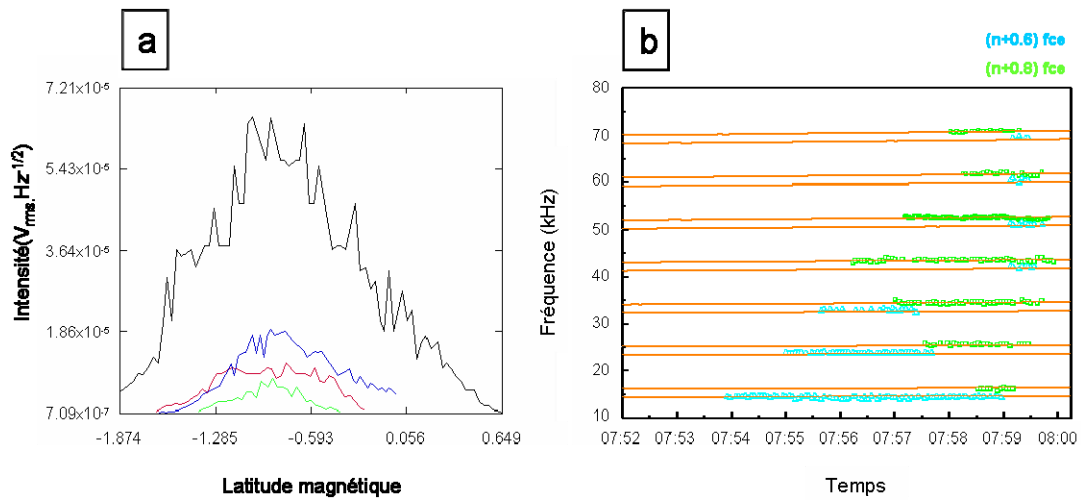 a
7.21x10-5
5.43x10-5
3.64x10-5
1.86x10-5
7.09x10-7
Intensité(Vrms,Hz-1/2)
-1.874 -1.285 -0.593 0.056 0.649
Latitude magnétique
b
(n+0.6) fce
(n+0.8) fce
80
70
60
50
40
30
20
10
Fréquence (kHz)
07:52 07:53 07:54 07:55 07:56 07:57 07:58 07:59 08:00
Temps